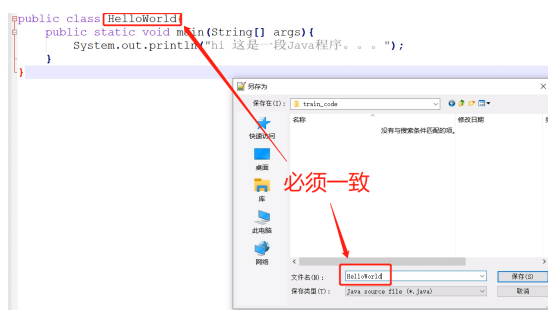 public class HelloWorld{
public static void main(String[] args){
System.out.println("hi 这是一段Java程序。。。");
}
}
另存为
保存在(I):
train_code
名称
修改日期
没有与搜索条件匹配的项。
快速访问
桌面
库
此电脑
网络
必须一致
文件名(N):
HelloWorld
保存(S)
保存类型(T):
Java source file (*.java)
取消